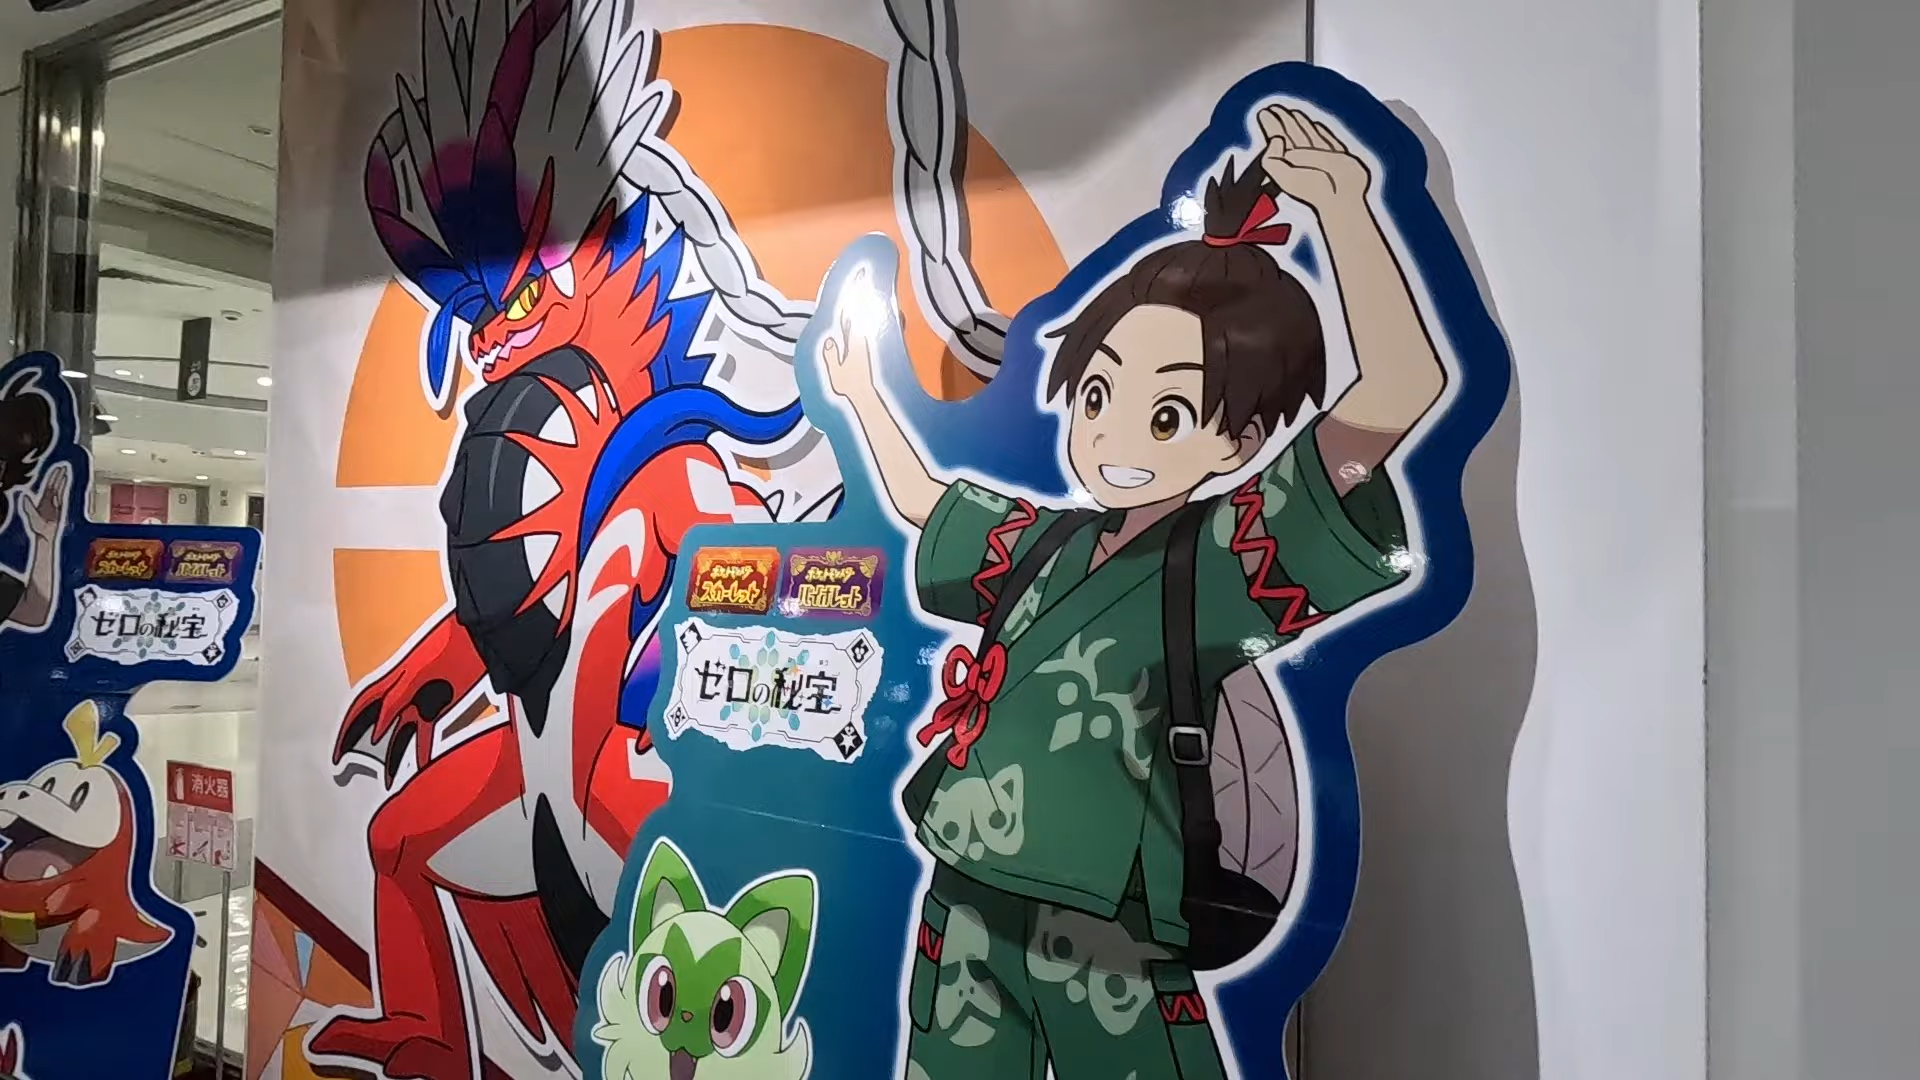 ポケットモンスター
スカーレット
ポケットモンスター
バイオレット
ゼロの秘宝
ポケットモンスター
スカーレット
ポケットモンスター
バイオレット
ゼロの秘宝
消火器
9